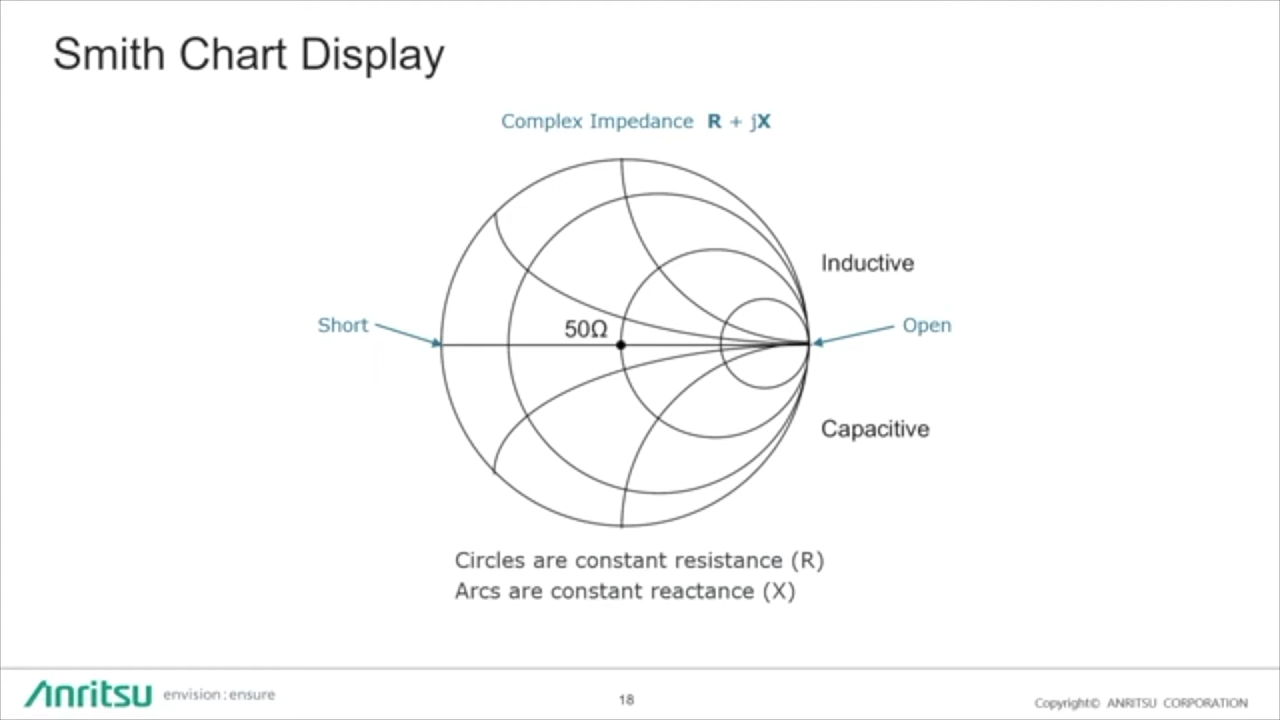 Smith Chart Display
Complex Impedance R + jX
Inductive
Short
50Ω
Open
Capacitive
Circles are constant resistance (R)
Arcs are constant reactance (X)
Anritsu envision : ensure
18
Copyright© ANRITSU CORPORATION